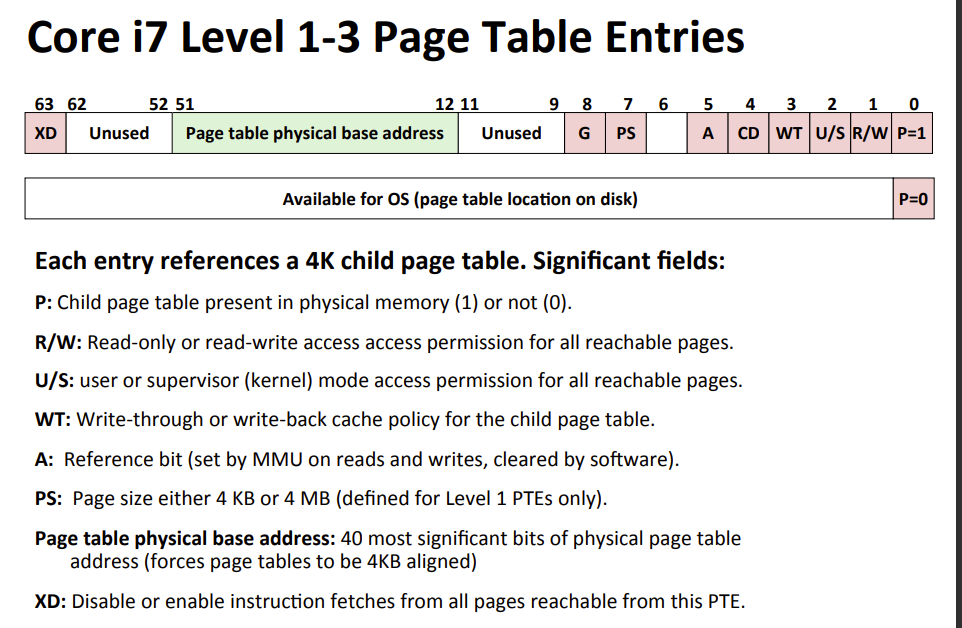 Core i7 Level 1-3 Page Table Entries
63 62 52 51 12 11 9 8 7 6 5 4 3 2 1 0
XD Unused Page table physical base address Unused G PS A CD WT U/S R/W P=1
Available for OS (page table location on disk) P=0
Each entry references a 4K child page table. Significant fields:
P: Child page table present in physical memory (1) or not (0).
R/W: Read-only or read-write access access permission for all reachable pages.
U/S: user or supervisor (kernel) mode access permission for all reachable pages.
WT: Write-through or write-back cache policy for the child page table.
A: Reference bit (set by MMU on reads and writes, cleared by software).
PS: Page size either 4 KB or 4 MB (defined for Level 1 PTEs only).
Page table physical base address: 40 most significant bits of physical page table
address (forces page tables to be 4KB aligned)
XD: Disable or enable instruction fetches from all pages reachable from this PTE.